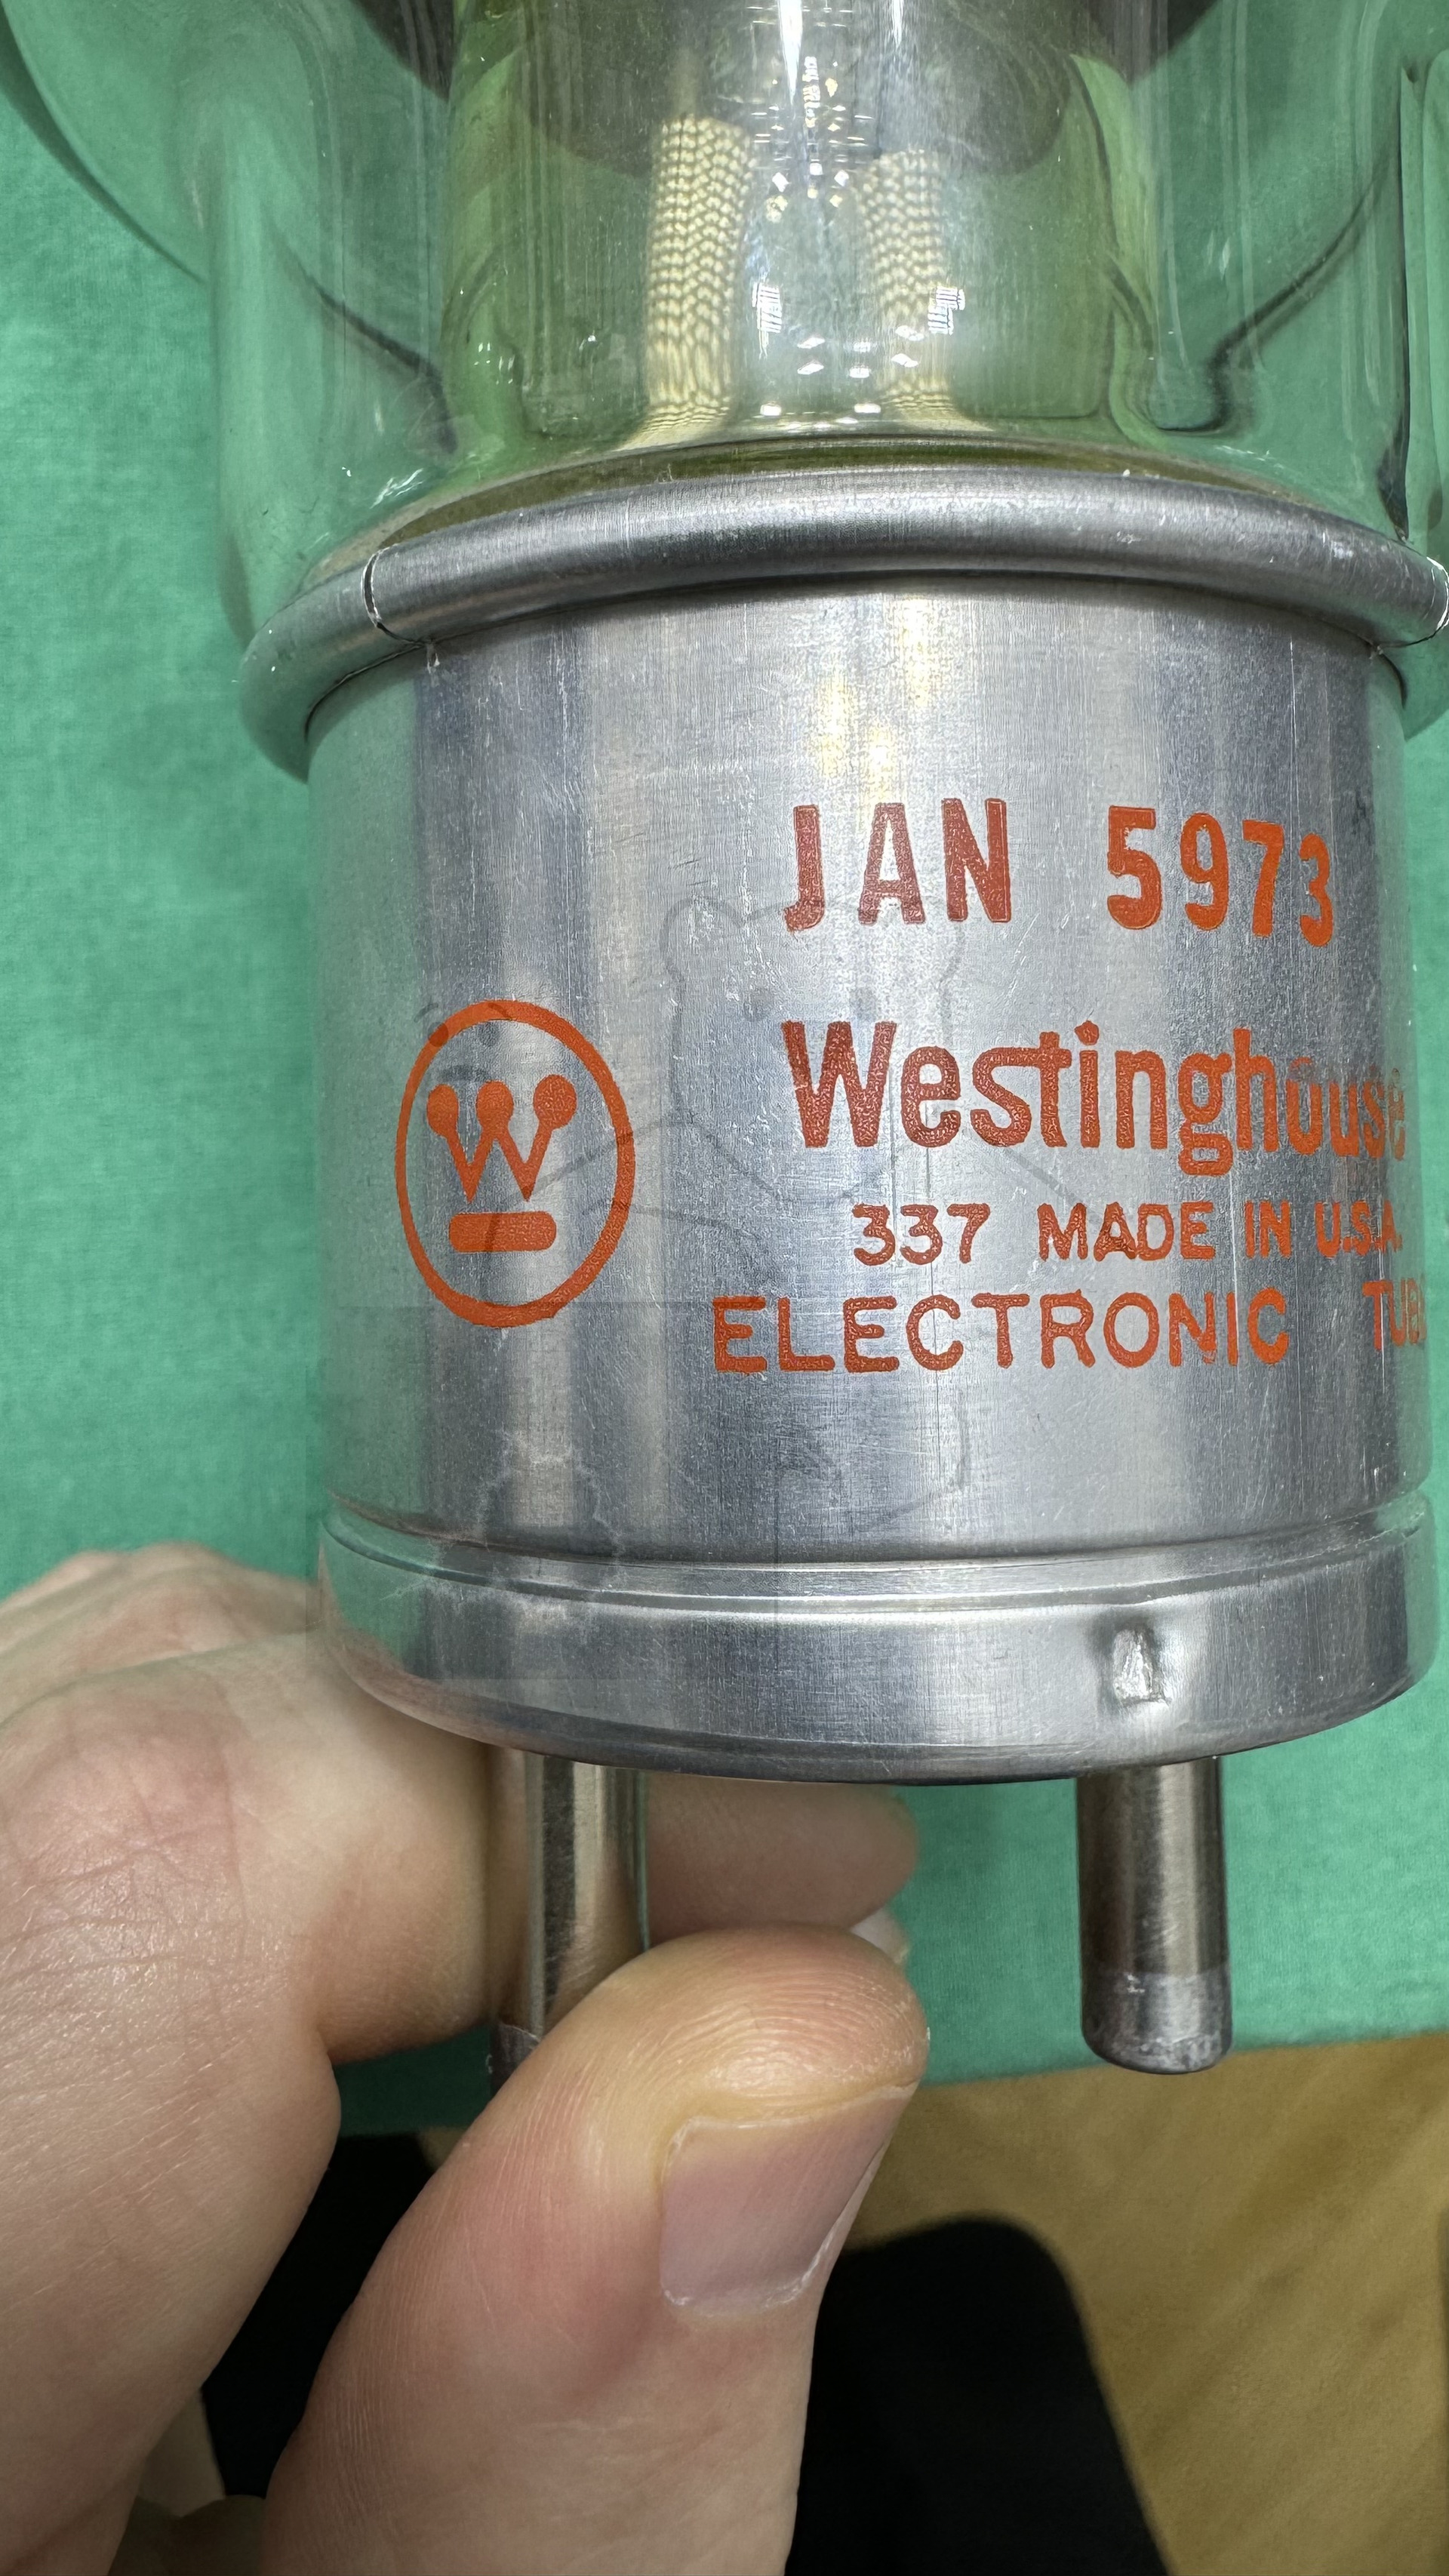 JAN 5973
W
Westinghouse
337 MADE IN U.S.A.
ELECTRONIC